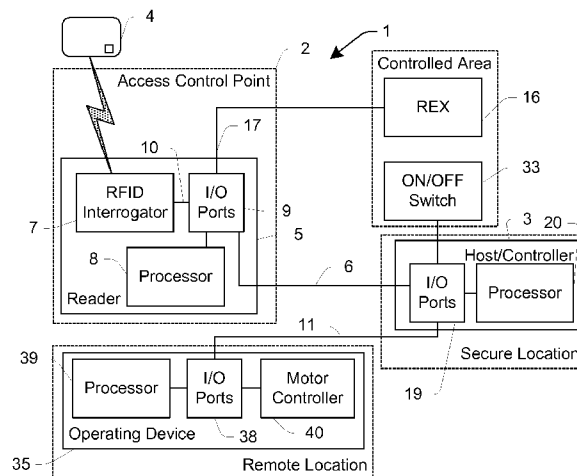 4
2
1
Access Control Point
Controlled Area
REX
16
17
10
ON/OFF
Switch
33
RFID
Interrogator
I/O
Ports
7
9
3
20
5
8
Processor
Reader
6
Host/Controller
I/O
Ports
Processor
11
Secure Location
19
39
Processor
I/O
Ports
Motor
Controller
Operating Device
38
40
35
Remote Location